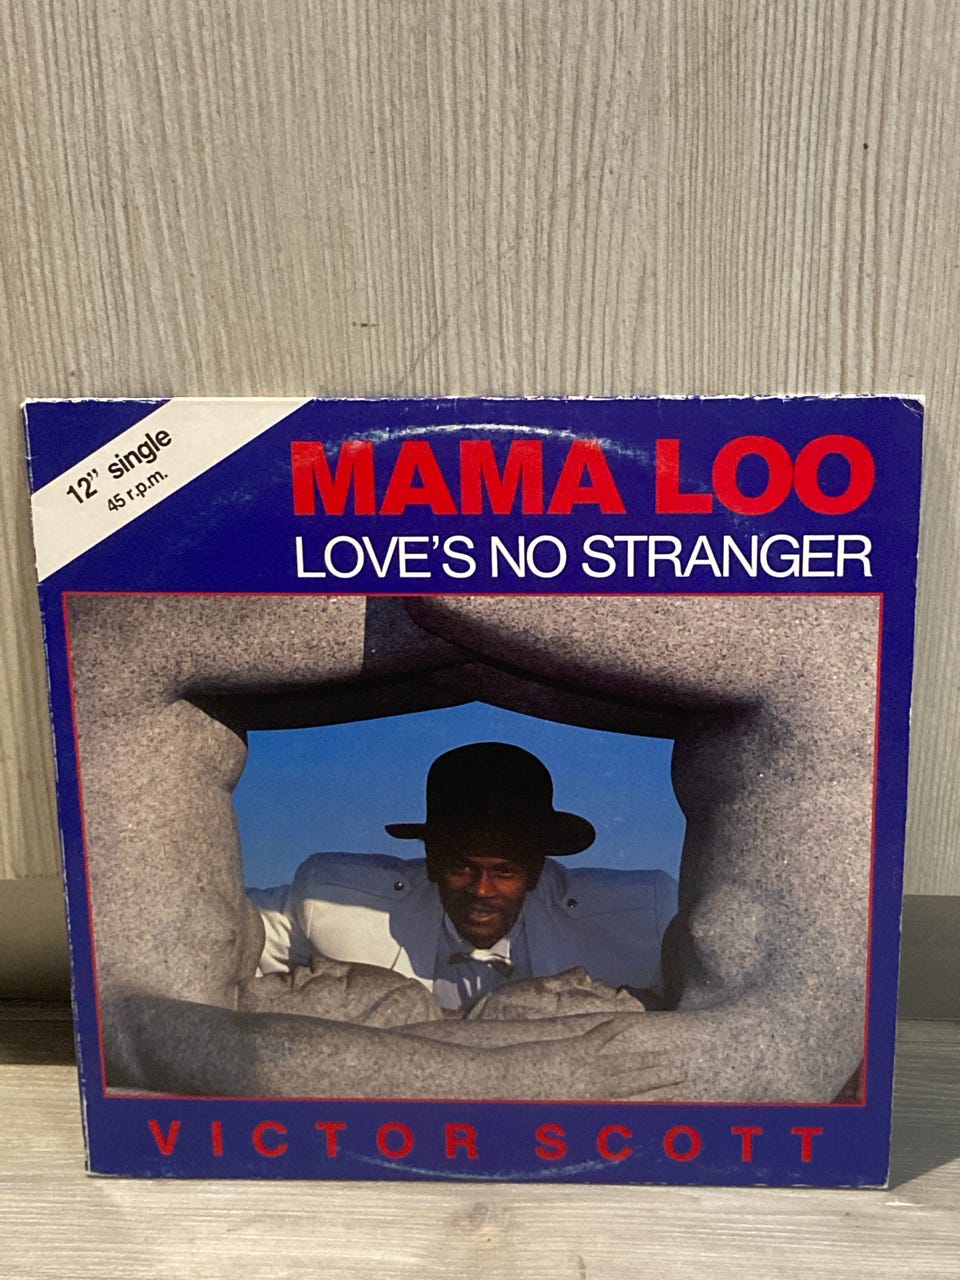 12” single
45 r.p.m.
MAMA LOO
LOVE'S NO STRANGER
VICTOR SCOTT